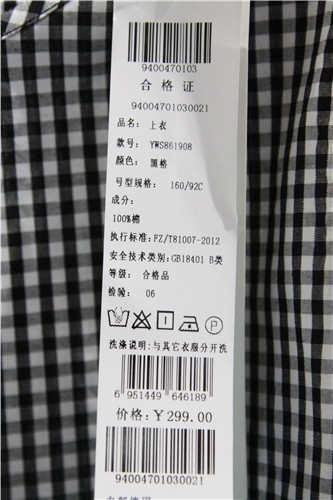 9400470103
合格证
94004701030021
品名: 上衣
款号: YWS861908
颜色: 黑格
号型规格: 160/92C
成分:
100%棉
执行标准:FZ/T81007-2012
安全技术类别:GB18401 B类
等级: 合格品
检验: 06
P
洗涤说明:与其它衣服分开洗
6 951449 646189
价格:¥299.00
94004701030021